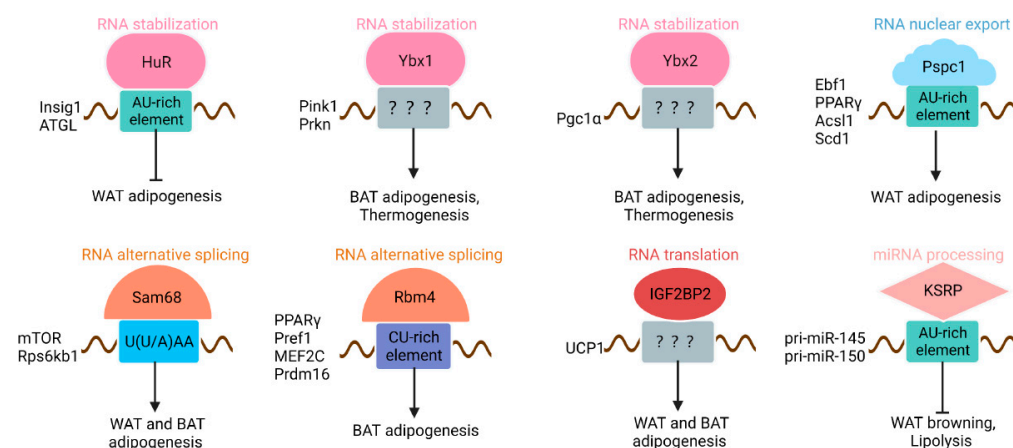 RNA stabilization
HuR
Insig1
ATGL
AU-rich
element
WAT adipogenesis
RNA stabilization
Ybx1
Pink1
Prkn
? ? ?
BAT adipogenesis,
Thermogenesis
RNA stabilization
Ybx2
Pgc1α
? ? ?
BAT adipogenesis,
Thermogenesis
RNA nuclear export
Pspc1
Ebf1
PPARγ
Acsl1
Scd1
AU-rich
element
WAT adipogenesis
RNA alternative splicing
Sam68
mTOR
Rps6kb1
U(U/A)AA
WAT and BAT
adipogenesis
RNA alternative splicing
Rbm4
PPARγ
Pref1
MEF2C
Prdm16
CU-rich
element
BAT adipogenesis
RNA translation
IGF2BP2
UCP1
? ? ?
WAT and BAT
adipogenesis
miRNA processing
KSRP
pri-miR-145
pri-miR-150
AU-rich
element
WAT browning,
Lipolysis